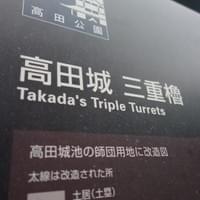 高田公園
高田城 三重櫓
Takada's Triple Turrets
高田城池の師団用地に改造図
太線は改造された所
土居(土塁)